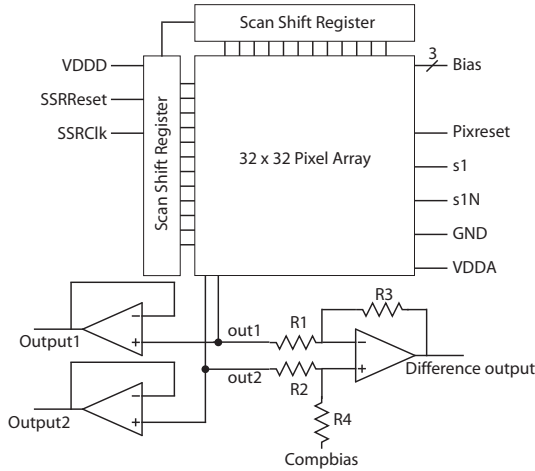 Scan Shift Register
3
VDDD
Bias
SSRReset
SSRClk
Scan Shift Register
32 x 32 Pixel Array
Pixreset
s1
s1N
GND
VDDA
R3
R1
out1
Output1
-
+
-
+
Difference output
out2
R2
-
+
R4
Output2
Compbias